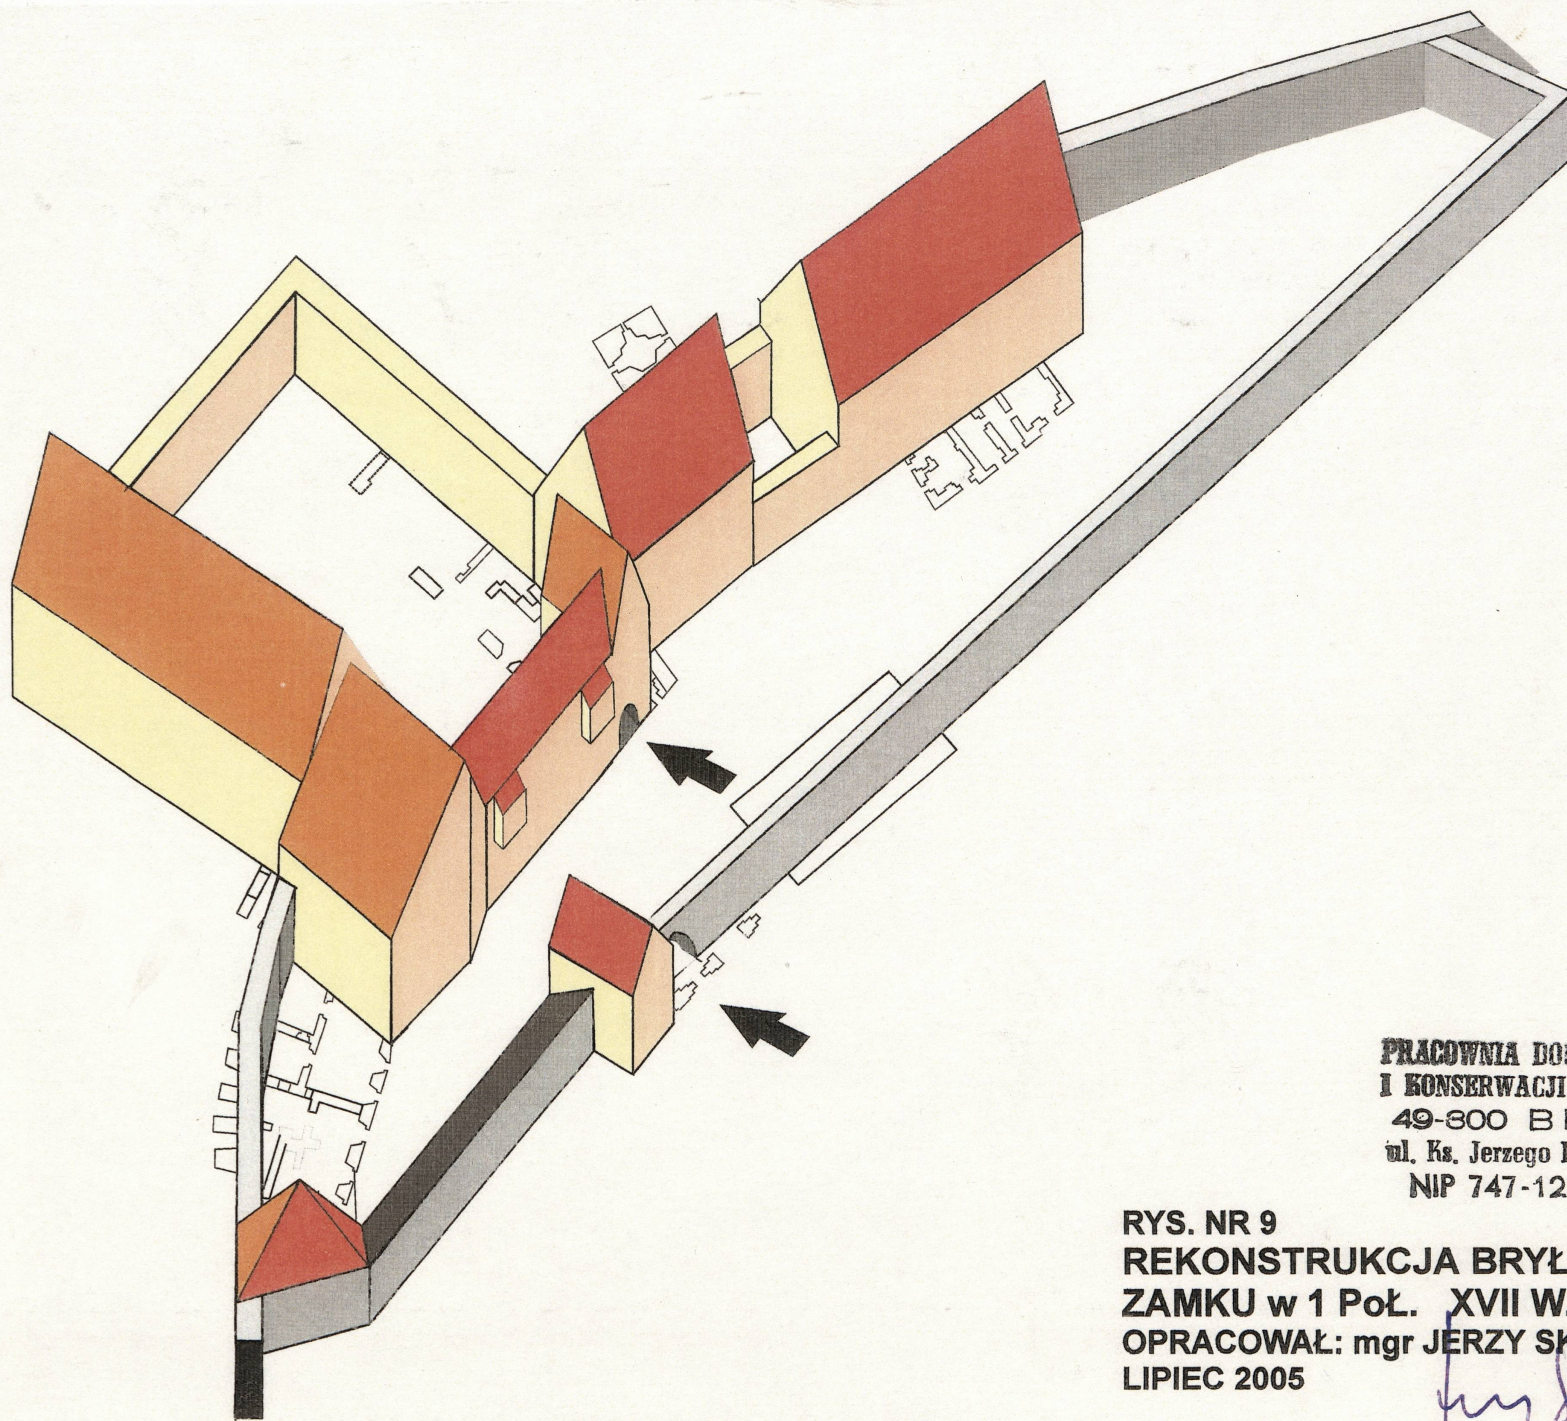 PRACOWNIA
I KONSERWACJI
49-300 B
ul. Ks. Jerzego
NIP 747-12
RYS. NR 9
REKONSTRUKCJA BRYŁ
ZAMKU w 1 PoŁ. XVII W.
OPRACOWAŁ: mgr JERZY SK
LIPIEC 2005